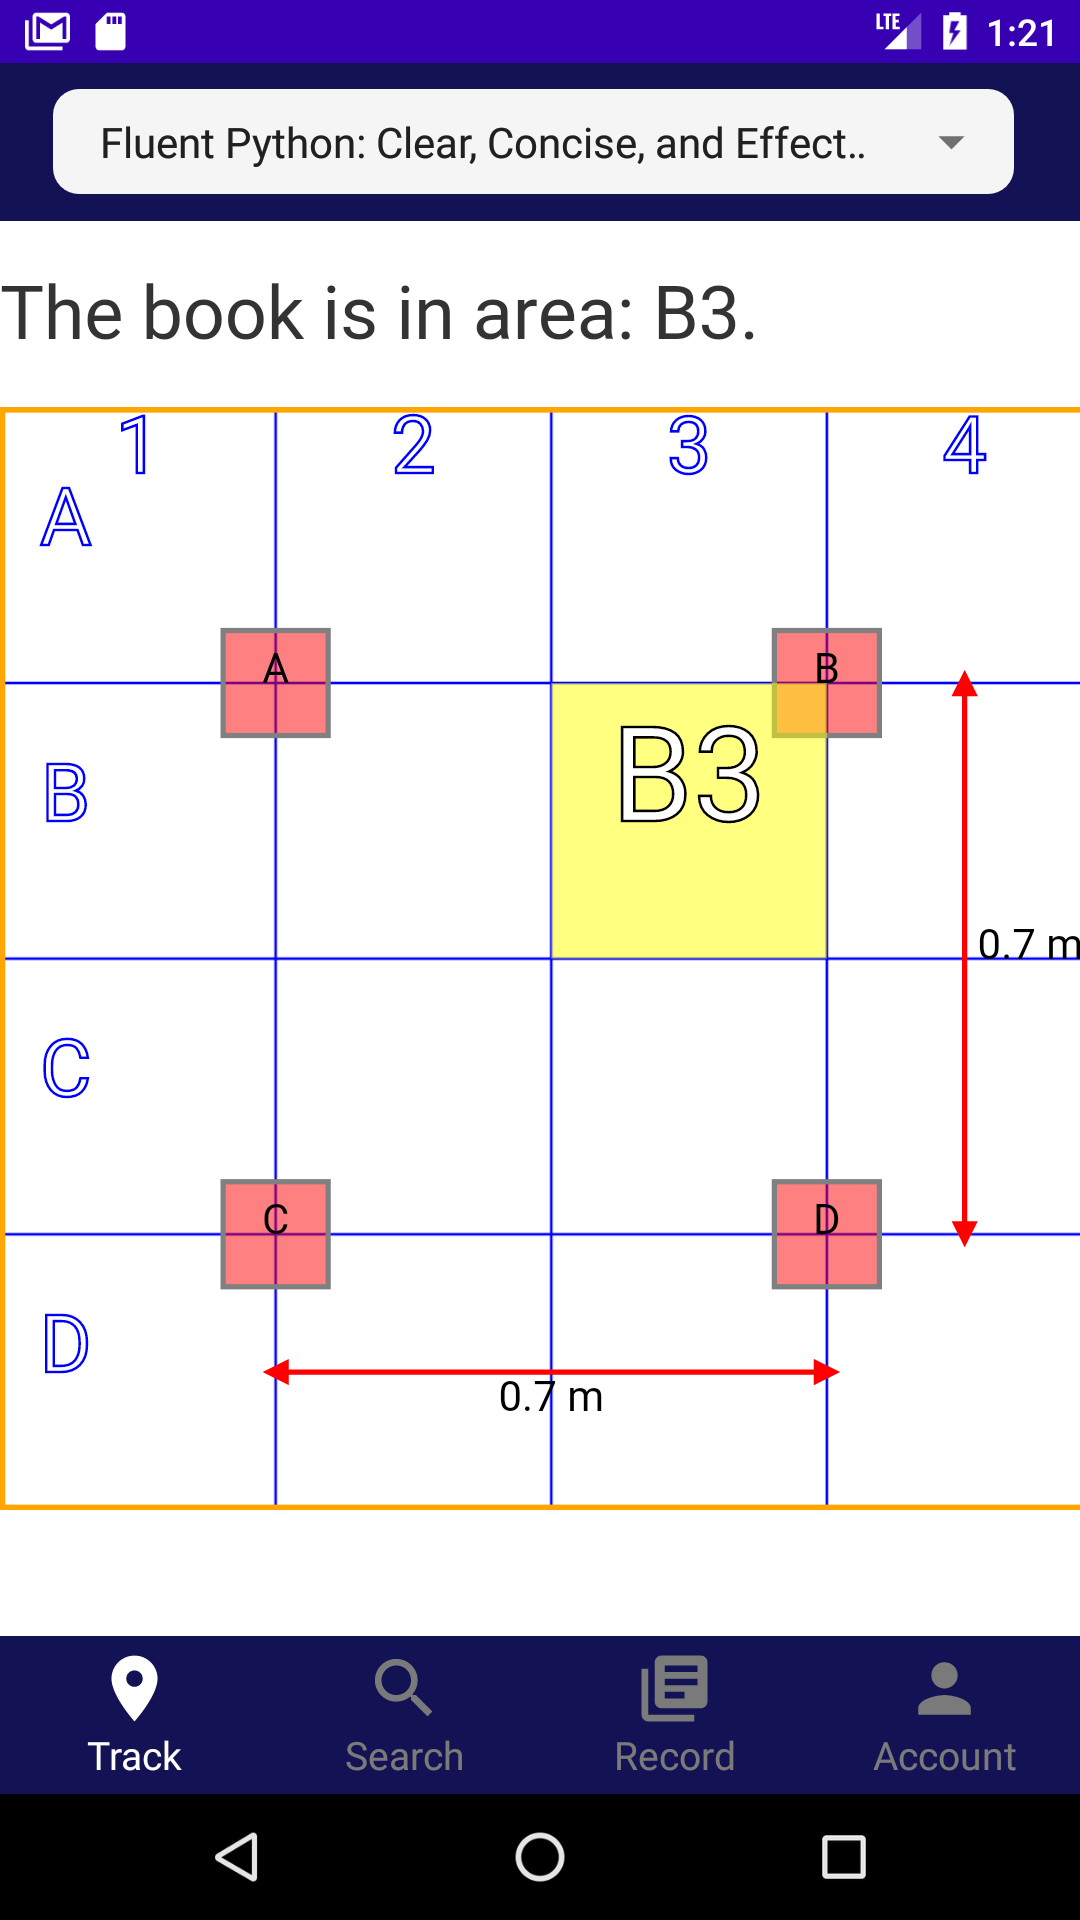 LTE 1:21
Fluent Python: Clear, Concise, and Effect..
The book is in area: B3.
1 2 3 4
A
A B
B B3
0.7 m
C
C D
D
0.7 m
Track Search Record Account